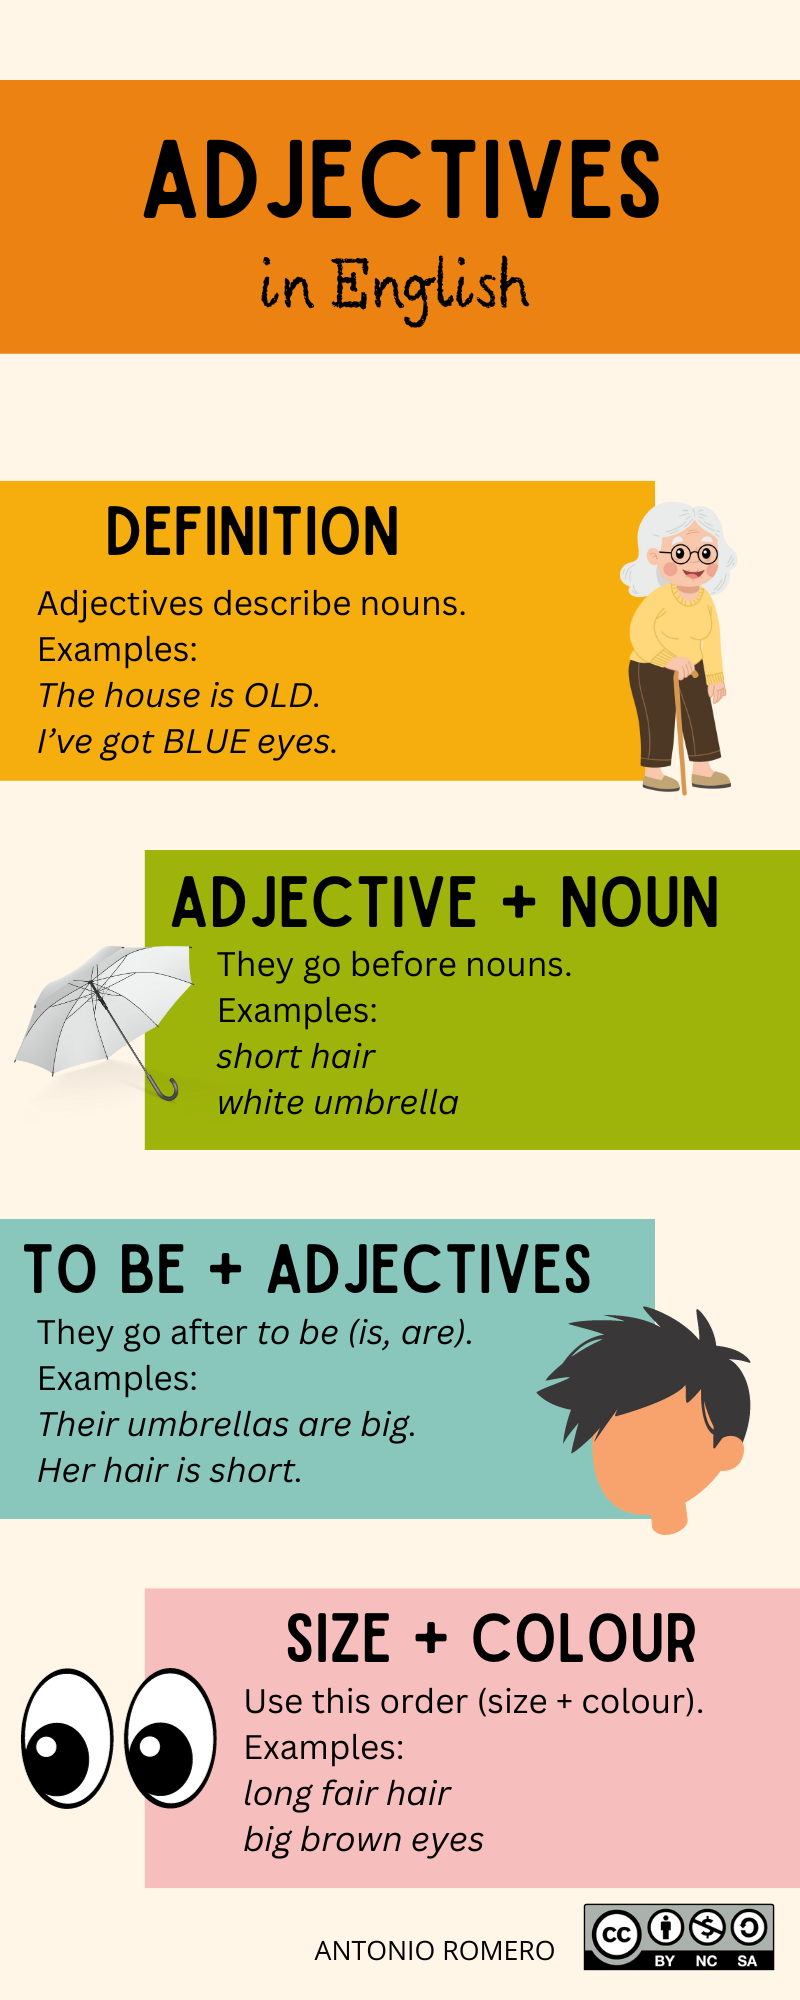 ADJECTIVES
in English
DEFINITION
Adjectives describe nouns.
Examples:
The house is OLD.
I’ve got BLUE eyes.
ADJECTIVE + NOUN
They go before nouns.
Examples:
short hair
white umbrella
TO BE + ADJECTIVES
They go after to be (is, are).
Examples:
Their umbrellas are big.
Her hair is short.
SIZE + COLOUR
Use this order (size + colour).
Examples:
long fair hair
big brown eyes
ANTONIO ROMERO
cc
BY NC SA